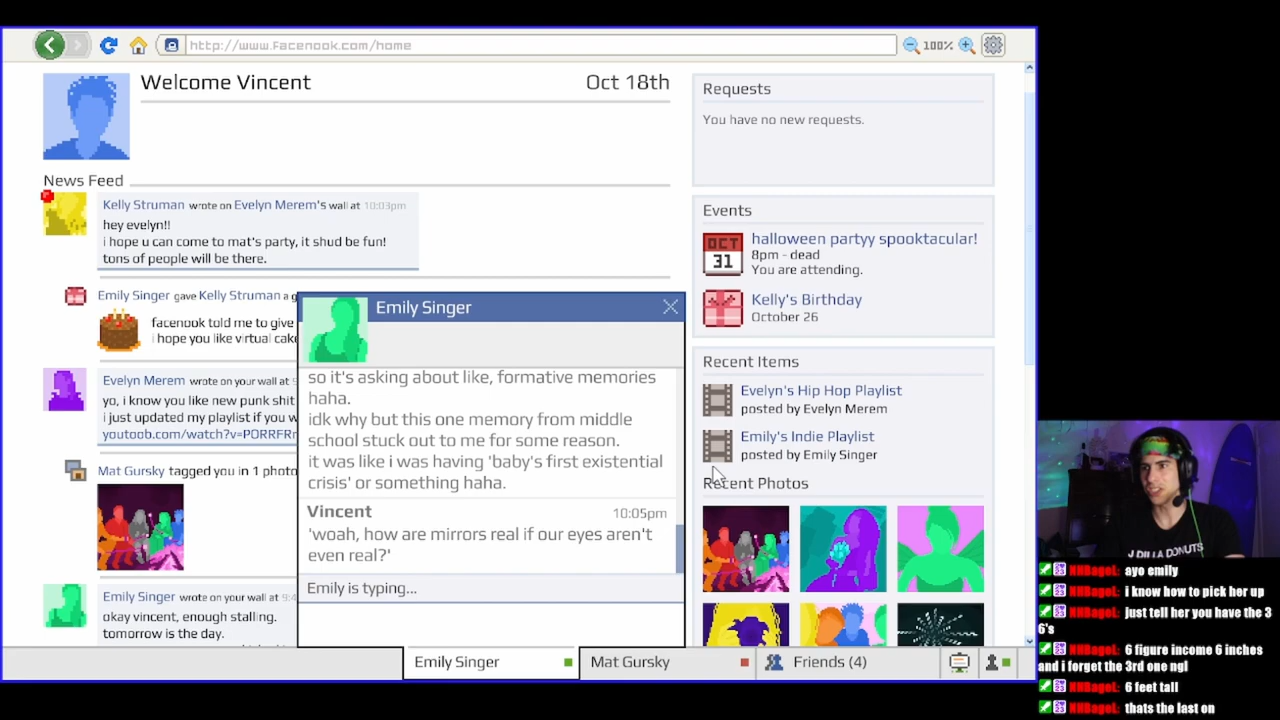 http://www.facenook.com/home
100%
Welcome Vincent
Oct 18th
News Feed
Kelly Struman wrote on Evelyn Merem's wall at 10:03pm
hey evelyn!!
i hope u can come to mat's party, it shud be fun!
tons of people will be there.
Emily Singer gave Kelly Struman a g
facenook told me to give
i hope you like virtual cake
Evelyn Merem wrote on your wall at
yo, i know you like new punk shit
i just updated my playlist if you w
youtoob.com/watch?v=PORRFR
Mat Gursky tagged you in 1 photo
Emily Singer wrote on your wall at 9:4
okay vincent, enough stalling.
tomorrow is the day.
Emily Singer
so it's asking about like, formative memories
haha.
idk why but this one memory from middle
school stuck out to me for some reason.
it was like i was having 'baby's first existential
crisis' or something haha.
Vincent
10:05pm
'woah, how are mirrors real if our eyes aren't
even real?'
Emily is typing...
Requests
You have no new requests.
Events
OCT
31
halloween partyy spooktacular!
8pm - dead
You are attending.
Kelly's Birthday
October 26
Recent Items
Evelyn's Hip Hop Playlist
posted by Evelyn Merem
Emily's Indie Playlist
posted by Emily Singer
Recent Photos
Emily Singer
Mat Gursky
Friends (4)
J DILLA DONUTS
NHBagel: ayo emily
NHBagel: i know how to pick her up
NHBagel: just tell her you have the 3
6's
NHBagel: 6 figure income 6 inches
and i forget the 3rd one ngl
NHBagel: 6 feet tall
NHBagel: thats the last on